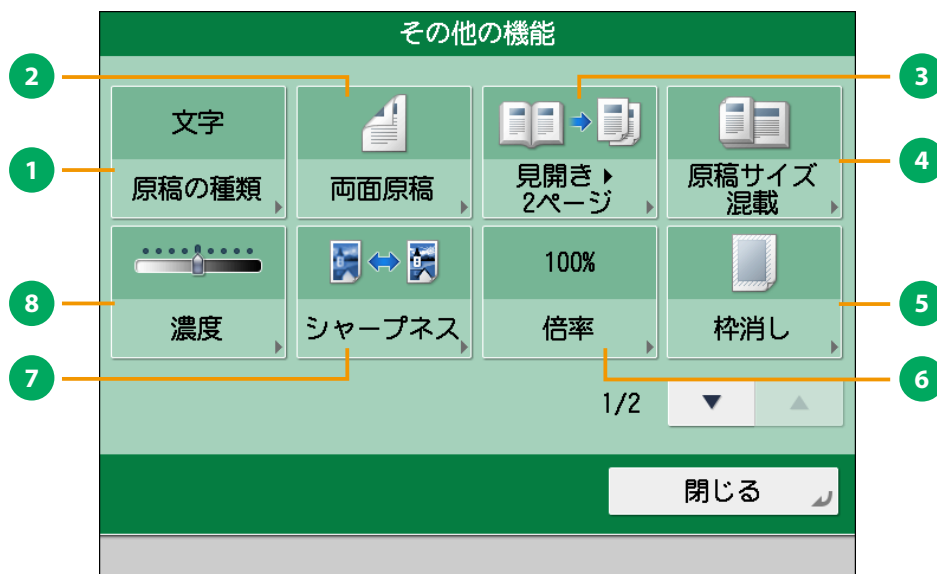 その他の機能
2
3
文字
1
原稿の種類
両面原稿
見開き▶
2ページ
原稿サイズ
混載
4
100%
8
濃度
シャープネス
倍率
枠消し
5
7
6
1/2
▼
▲
閉じる